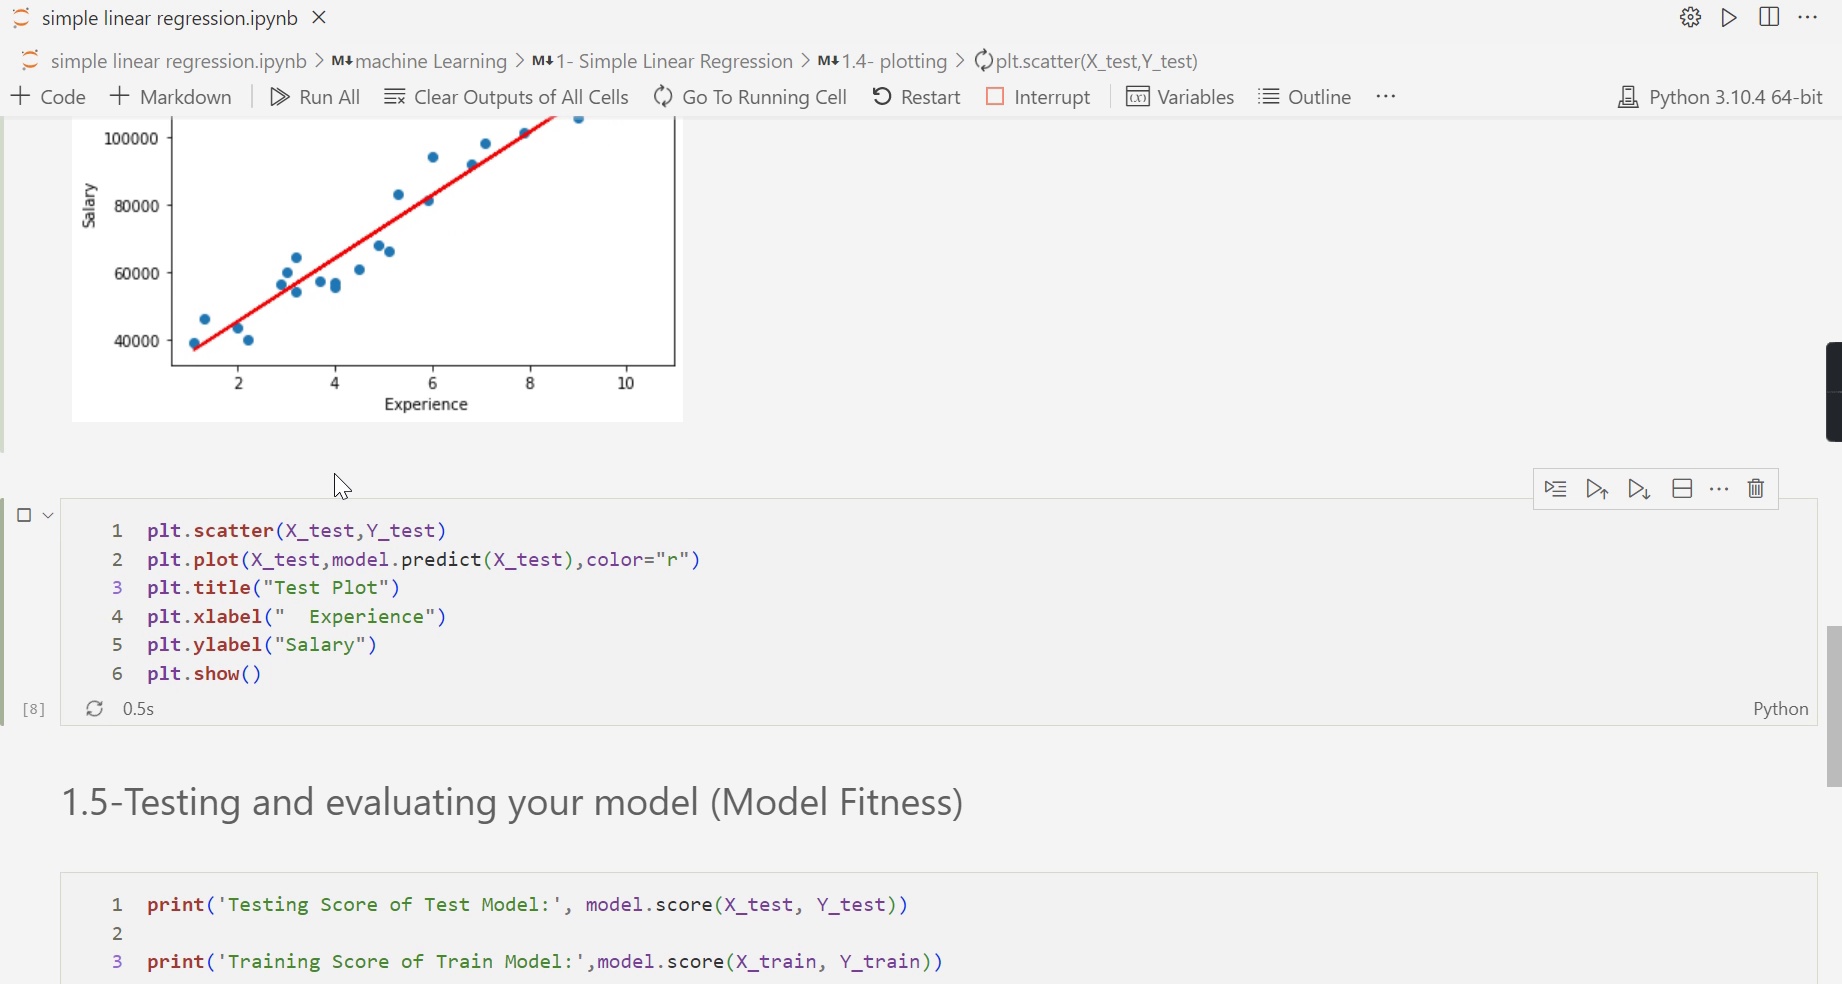 simple linear regression.ipynb
simple linear regression.ipynb > M↓ machine Learning > M↓ 1- Simple Linear Regression > M↓ 1.4- plotting > plt.scatter(X_test,Y_test)
+ Code + Markdown Run All Clear Outputs of All Cells Go To Running Cell Restart Interrupt Variables Outline ··· Python 3.10.4 64-bit
100000
80000
60000
40000
Salary
2 4 6 8 10
Experience
1 plt.scatter(X_test,Y_test)
2 plt.plot(X_test,model.predict(X_test),color="r")
3 plt.title("Test Plot")
4 plt.xlabel("  Experience")
5 plt.ylabel("Salary")
6 plt.show()
[8] 0.5s Python
1.5-Testing and evaluating your model (Model Fitness)
1 print('Testing Score of Test Model:', model.score(X_test, Y_test))
2
3 print('Training Score of Train Model:',model.score(X_train, Y_train))